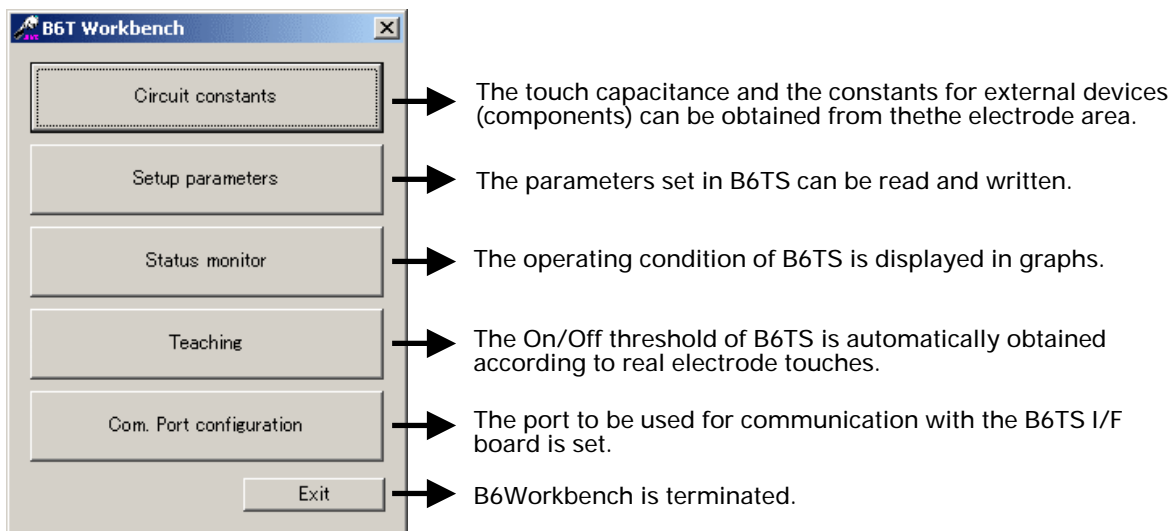 B6T Workbench
Circuit constants
The touch capacitance and the constants for external devices
(components) can be obtained from thethe electrode area.
Setup parameters
The parameters set in B6TS can be read and written.
Status monitor
The operating condition of B6TS is displayed in graphs.
Teaching
The On/Off threshold of B6TS is automatically obtained
according to real electrode touches.
Com. Port configuration
The port to be used for communication with the B6TS I/F
board is set.
Exit
B6Workbench is terminated.